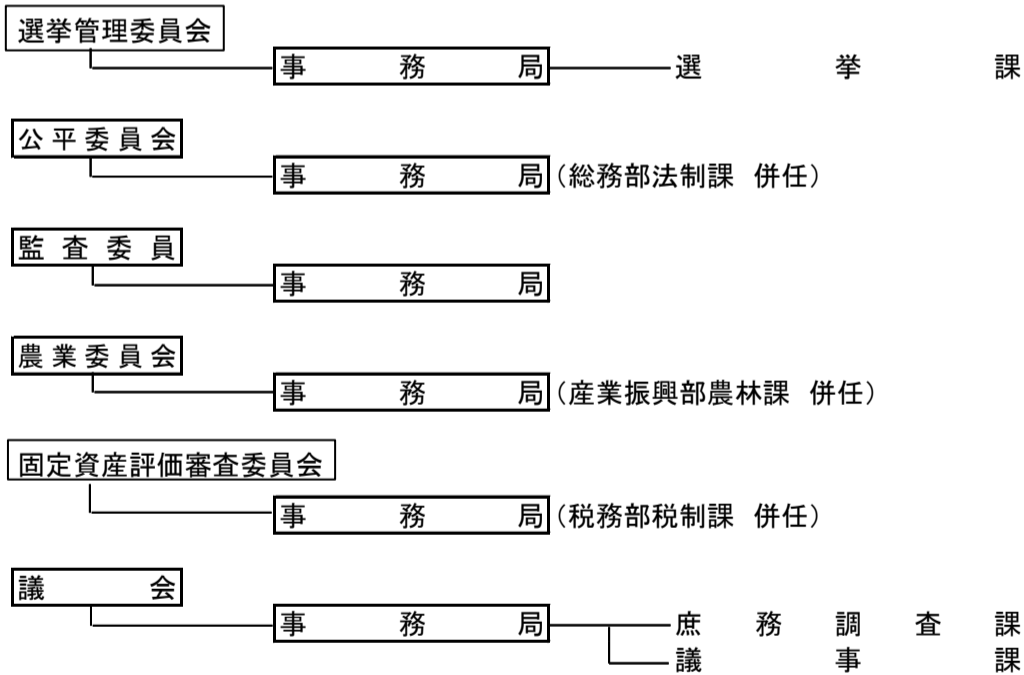 選挙管理委員会
事務局 選挙課
公平委員会
事務局（総務部法制課 併任）
監査委員
事務局
農業委員会
事務局（産業振興部農林課 併任）
固定資産評価審査委員会
事務局（税務部税制課 併任）
議会
事務局 庶務調査課
議事課